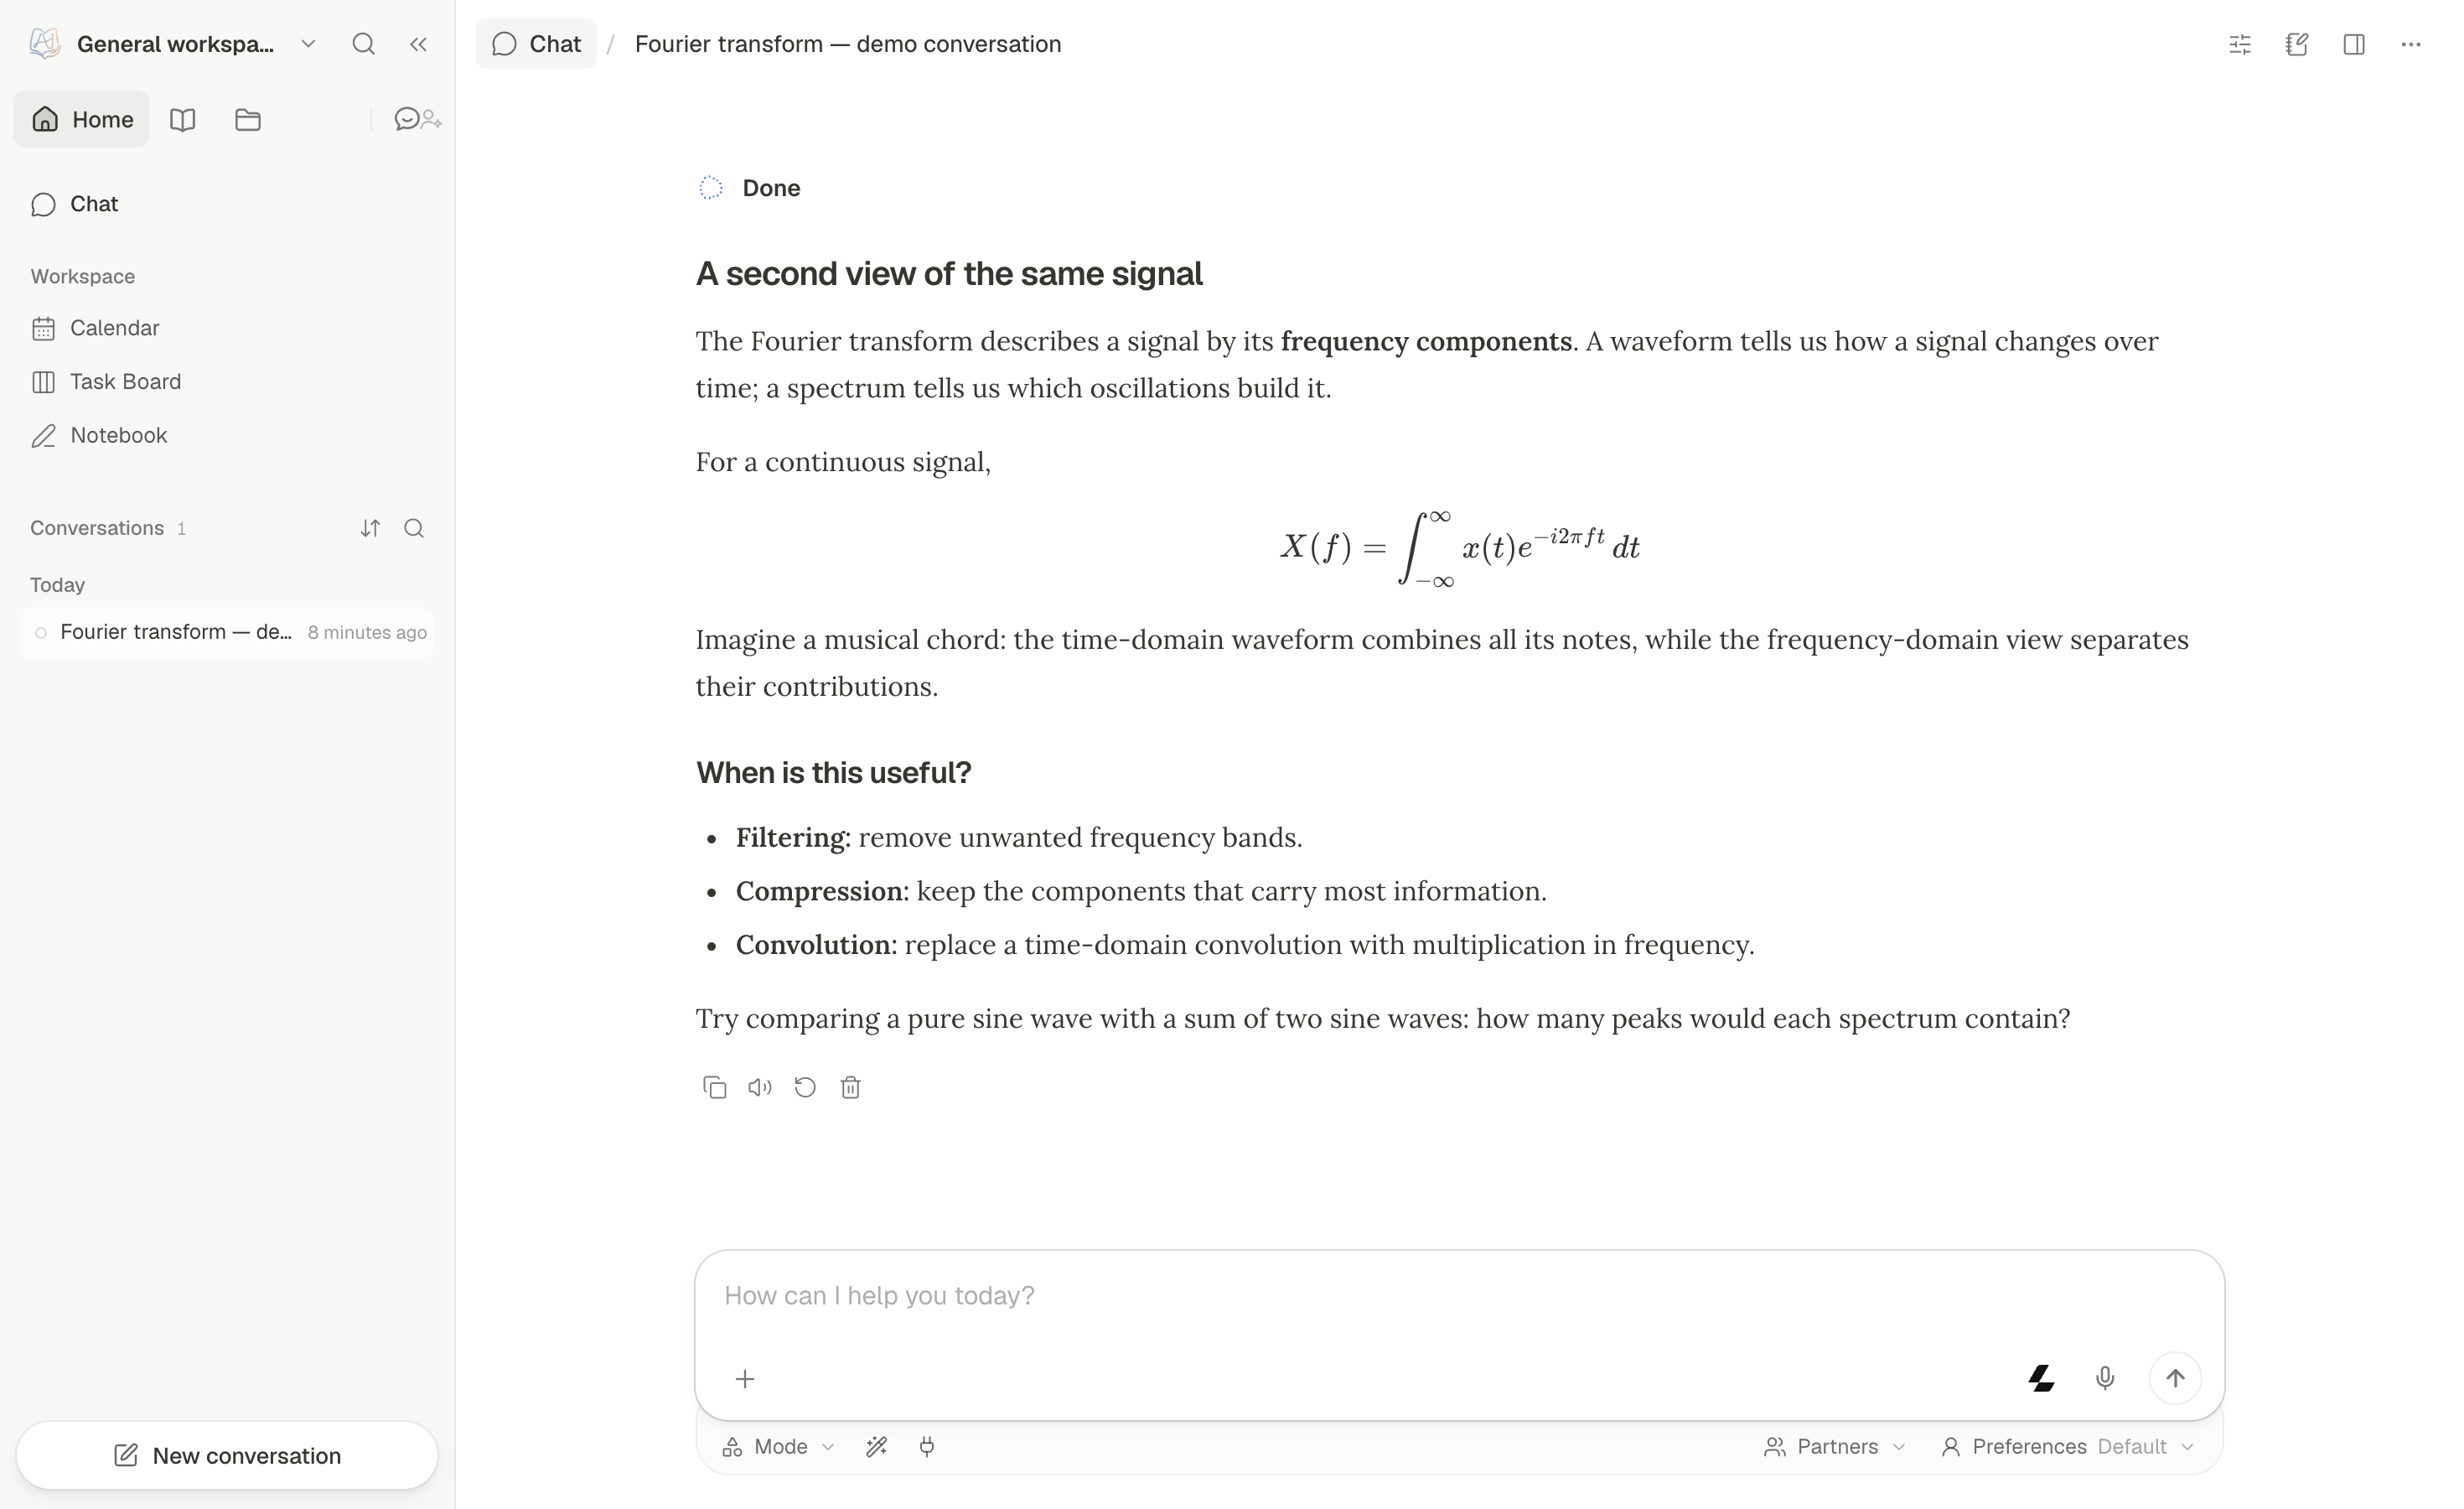 General workspa...
Home
Chat
Workspace
Calendar
Task Board
Notebook
Conversations 1
Today
Fourier transform — de... 8 minutes ago
New conversation
Chat / Fourier transform — demo conversation
Done
A second view of the same signal
The Fourier transform describes a signal by its frequency components. A waveform tells us how a signal changes over
time; a spectrum tells us which oscillations build it.
For a continuous signal,
X(f) = ∫_{-∞}^{∞} x(t)e^{-i2πft} dt
Imagine a musical chord: the time-domain waveform combines all its notes, while the frequency-domain view separates
their contributions.
When is this useful?
• Filtering: remove unwanted frequency bands.
• Compression: keep the components that carry most information.
• Convolution: replace a time-domain convolution with multiplication in frequency.
Try comparing a pure sine wave with a sum of two sine waves: how many peaks would each spectrum contain?
How can I help you today?
Mode
Partners
Preferences Default